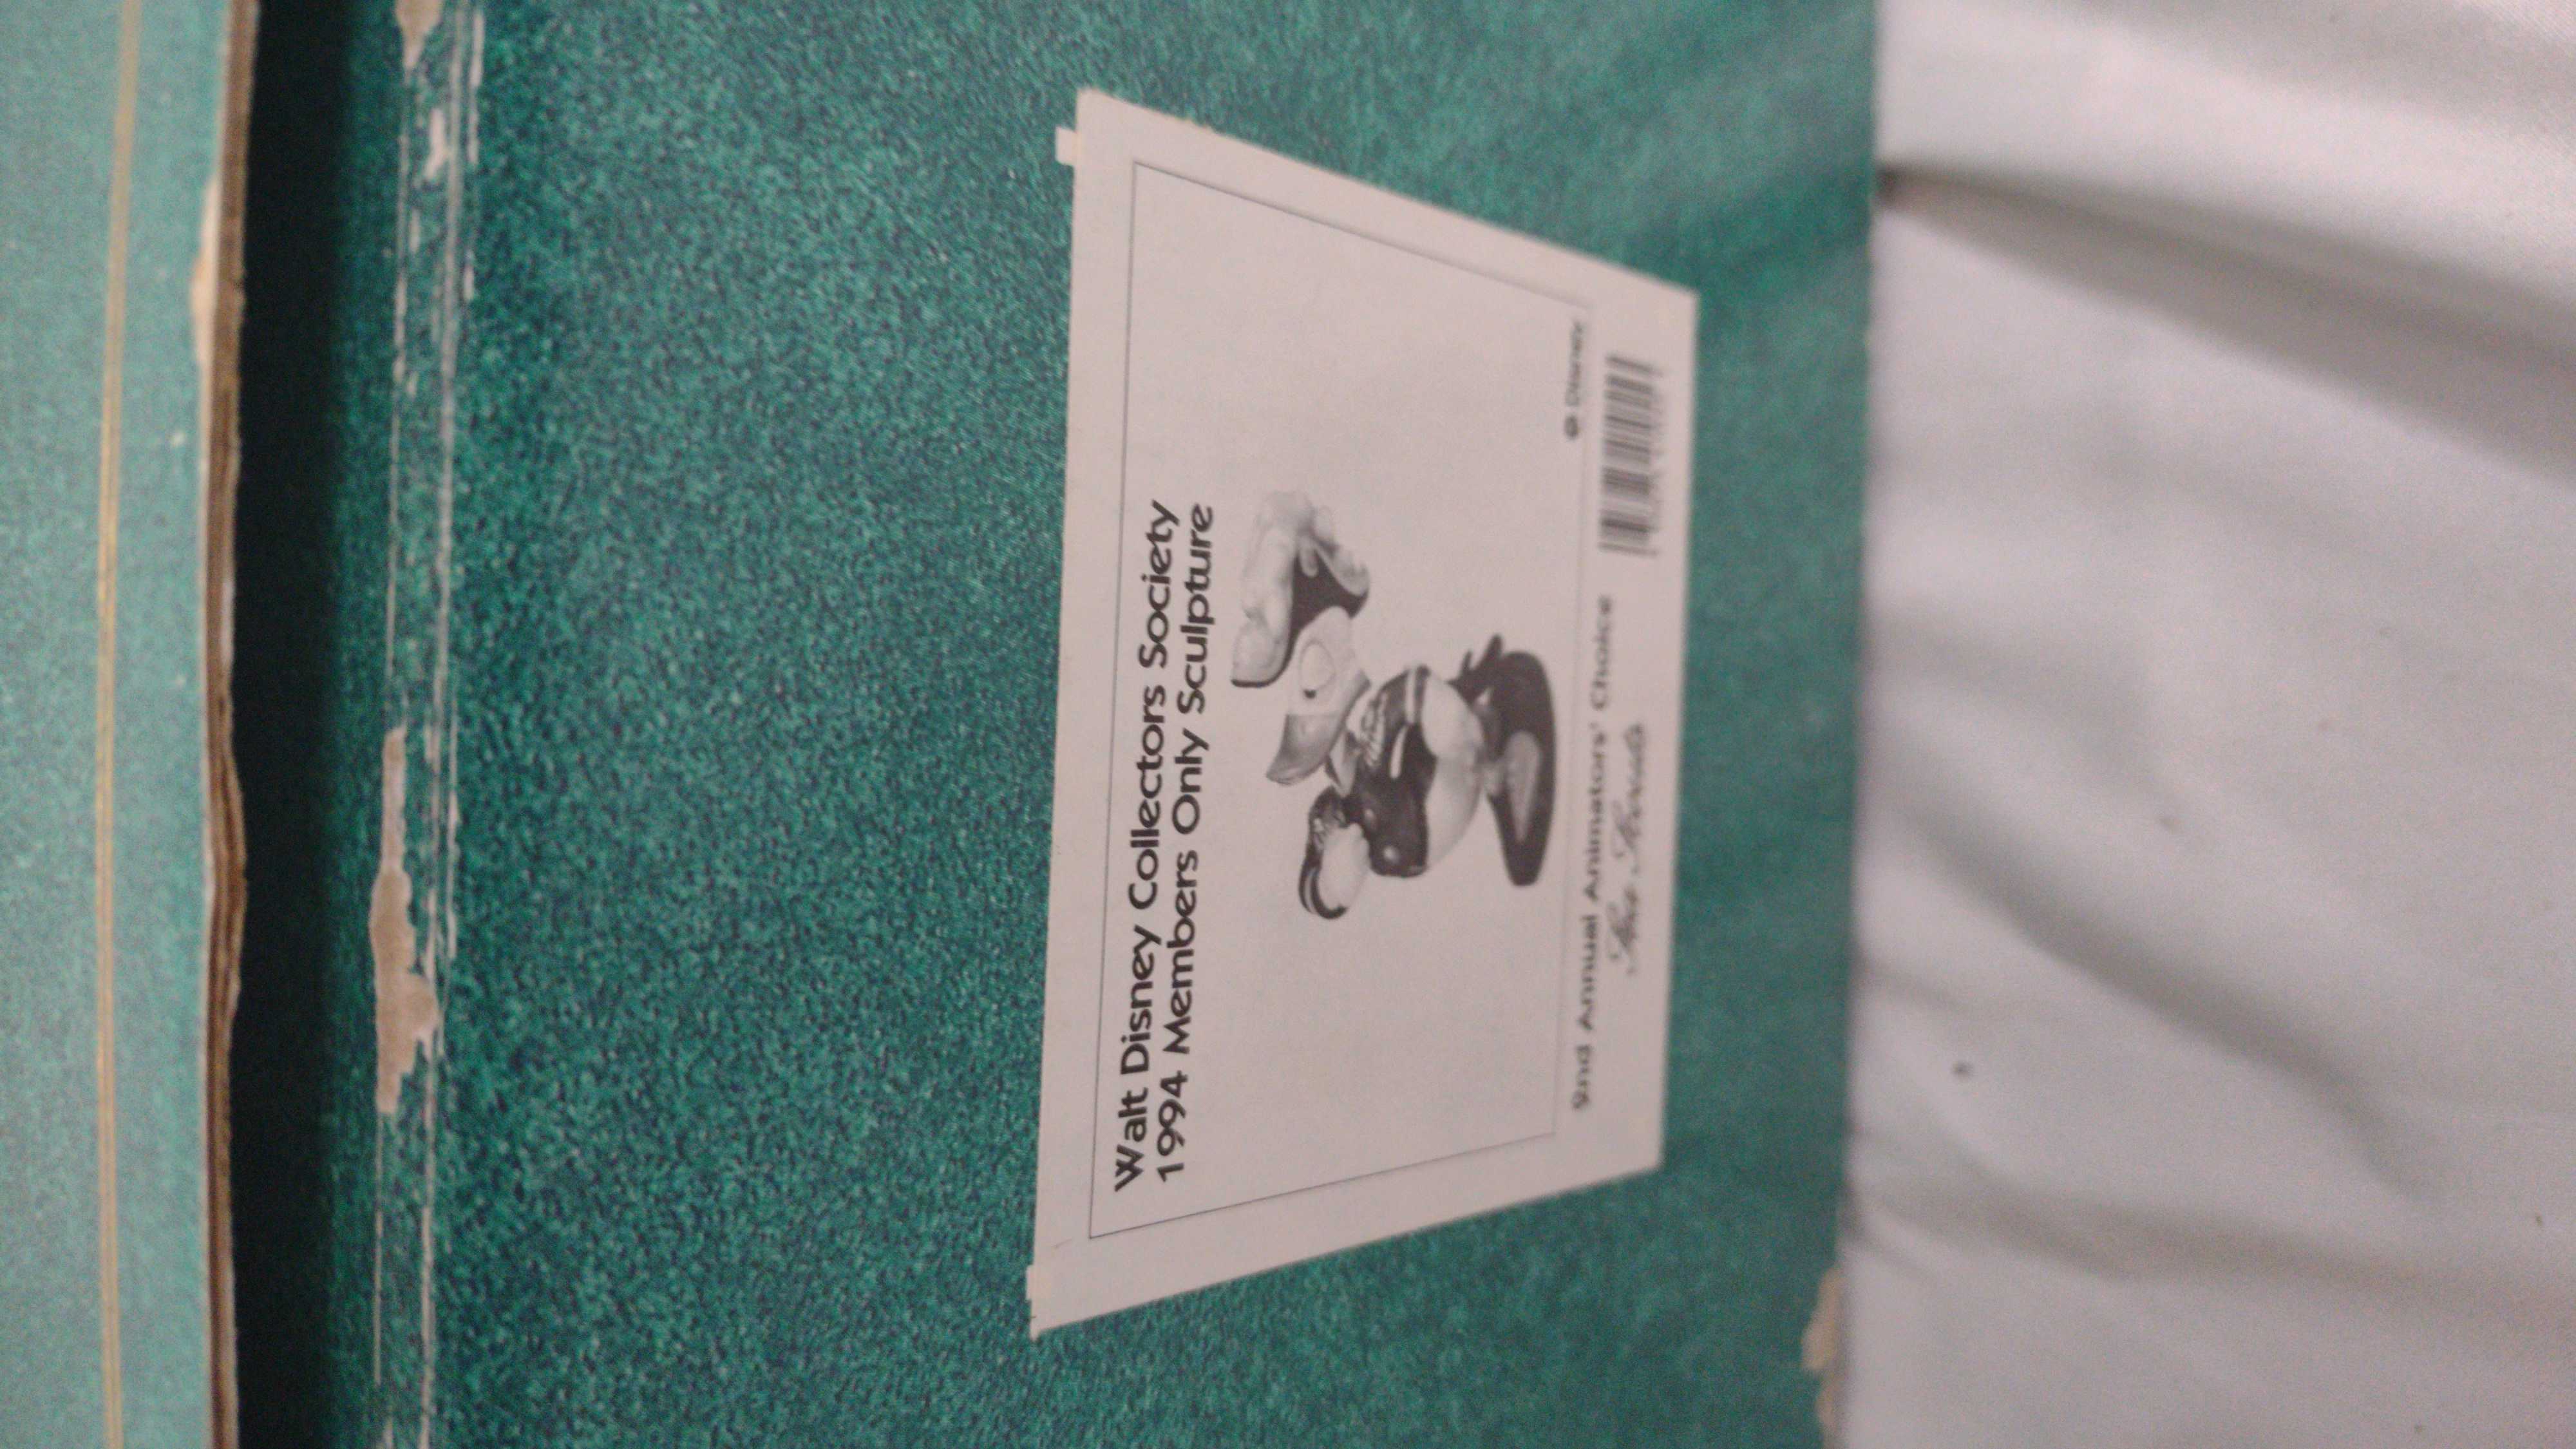 Walt Disney Collectors Society
1994 Members Only Sculpture
© Disney
2nd Annual Animators' Choice